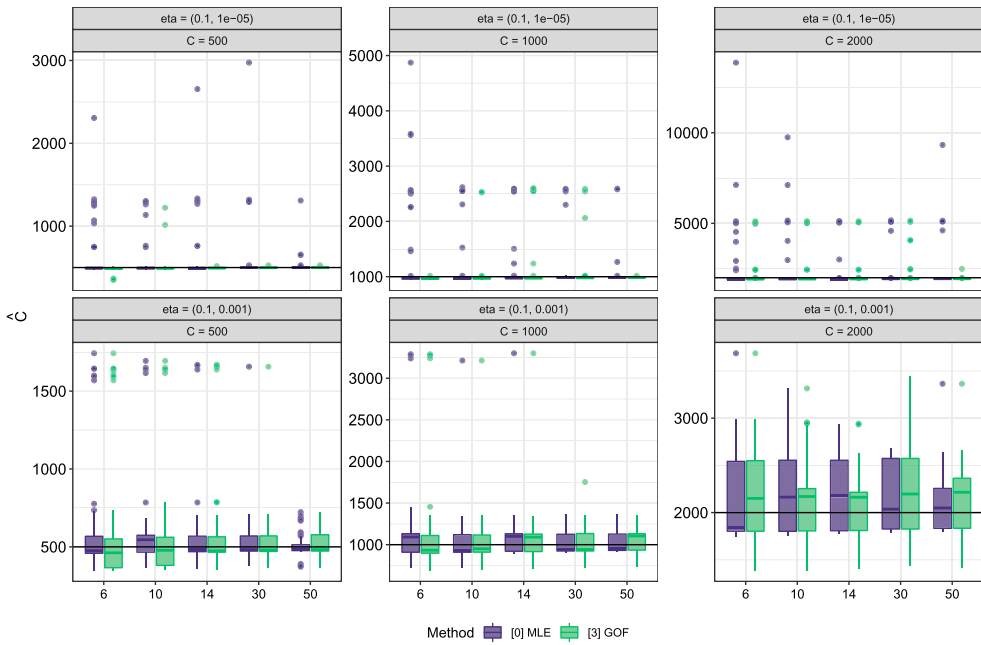 eta = (0.1, 1e−05)
C = 500
3000
2000
1000
eta = (0.1, 1e−05)
C = 1000
5000
4000
3000
2000
1000
eta = (0.1, 1e−05)
C = 2000
10000
5000
Ĉ
eta = (0.1, 0.001)
C = 500
1500
1000
500
6 10 14 30 50
eta = (0.1, 0.001)
C = 1000
3000
2500
2000
1500
1000
6 10 14 30 50
eta = (0.1, 0.001)
C = 2000
3000
2000
6 10 14 30 50
Method [0] MLE [3] GOF